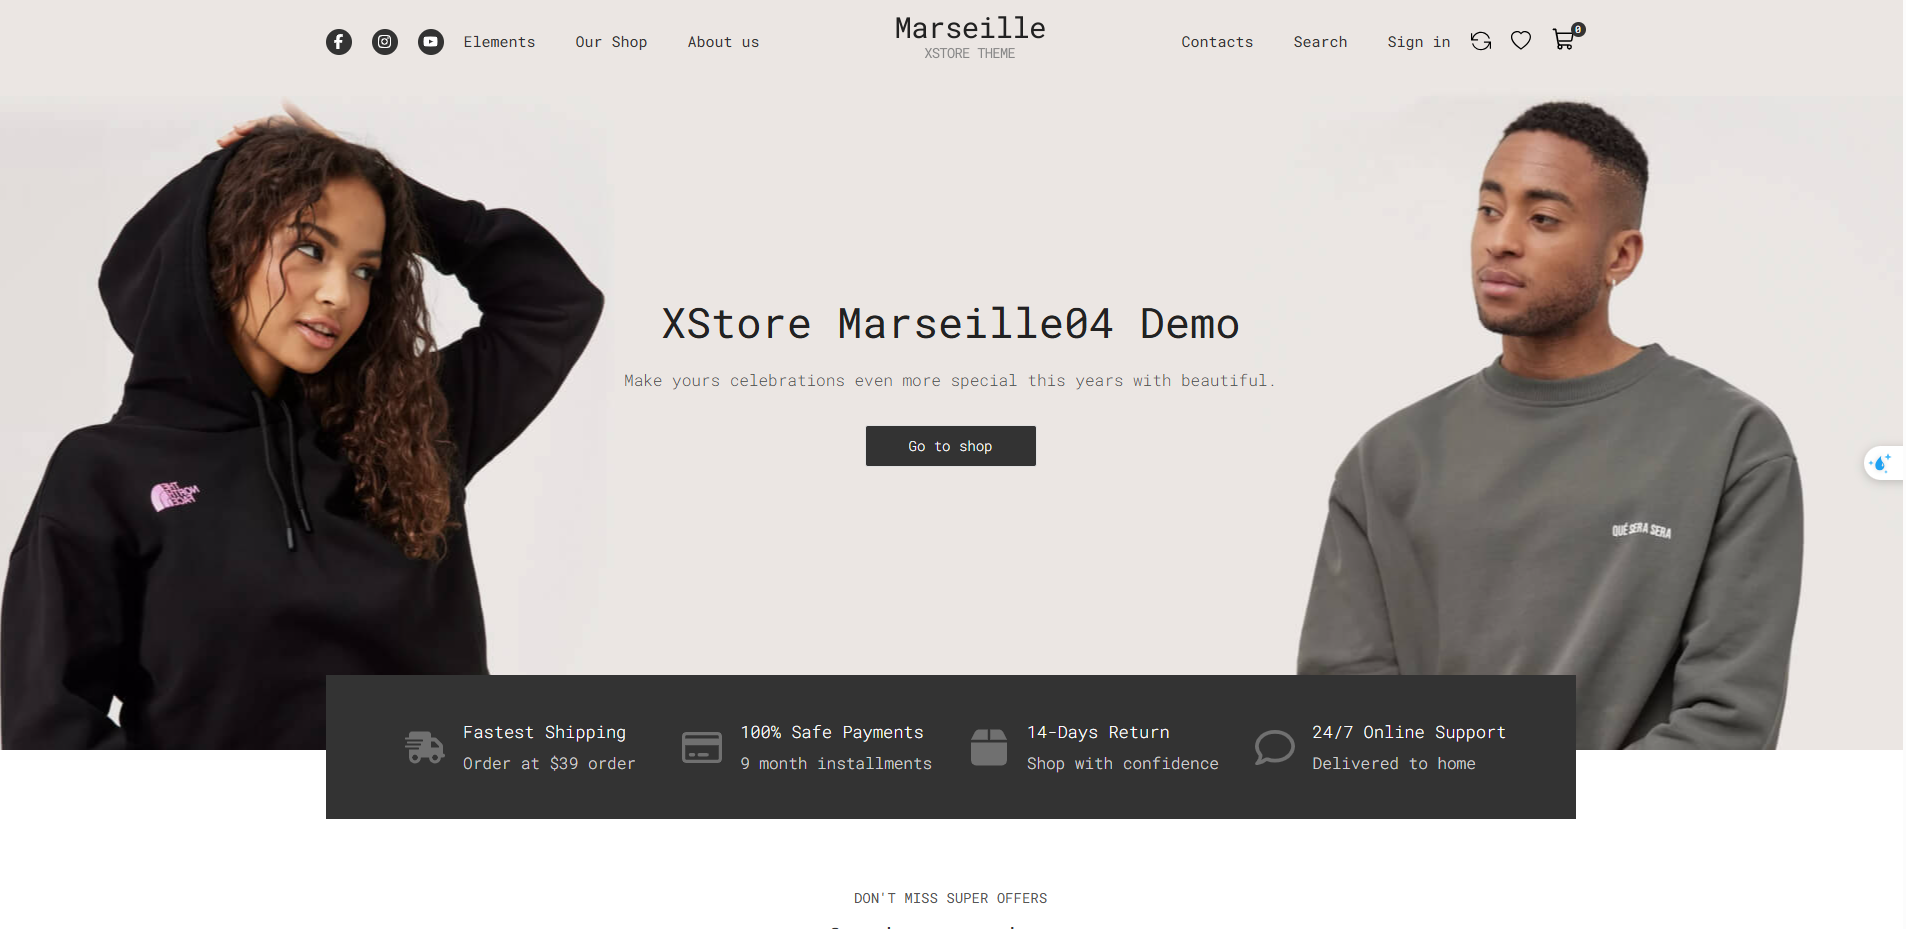 Elements Our Shop About us
Marseille
XSTORE THEME
Contacts Search Sign in
0
XStore Marseille04 Demo
Make yours celebrations even more special this years with beautiful.
Go to shop
THE
NORTH
FACE
QUÉ SERA SERA
Fastest Shipping
Order at $39 order
100% Safe Payments
9 month installments
14-Days Return
Shop with confidence
24/7 Online Support
Delivered to home
DON'T MISS SUPER OFFERS